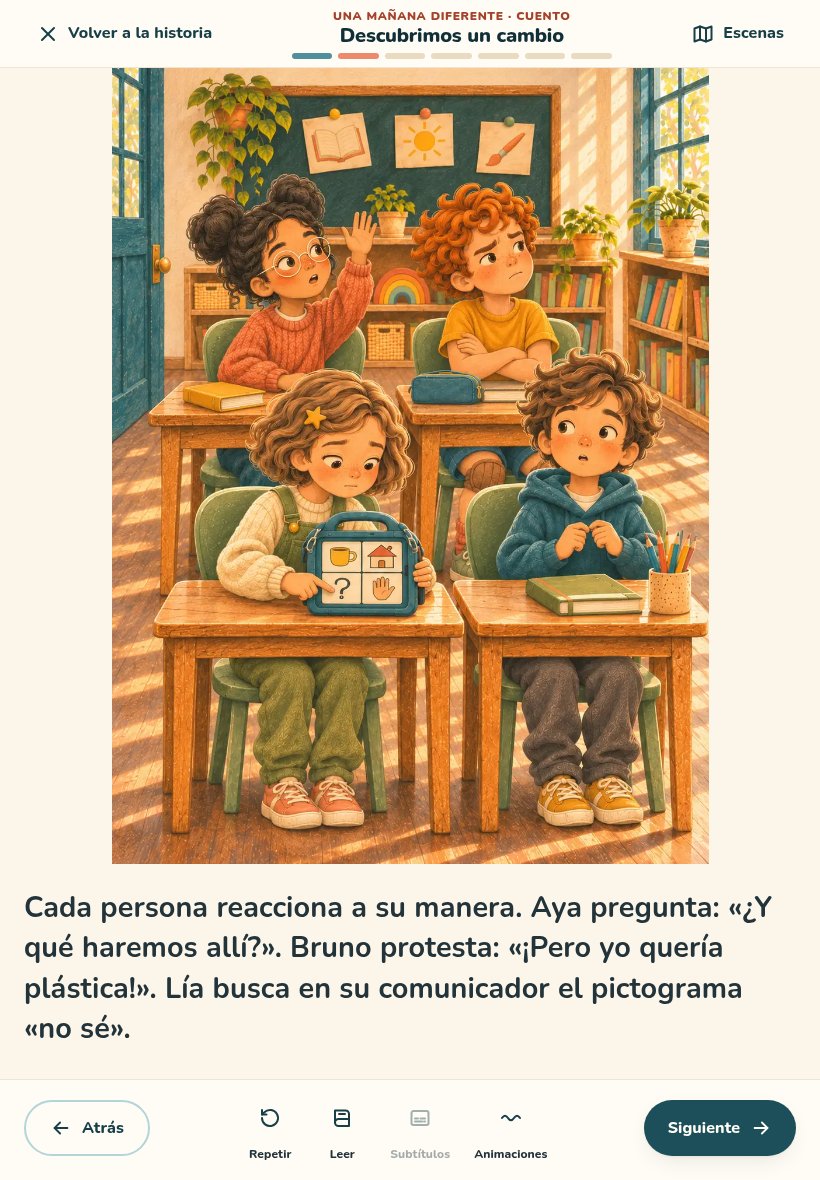 UNA MAÑANA DIFERENTE · CUENTO
Volver a la historia
Descubrimos un cambio
Escenas
?
Cada persona reacciona a su manera. Aya pregunta: «¿Y
qué haremos allí?». Bruno protesta: «¡Pero yo quería
plástica!». Lía busca en su comunicador el pictograma
«no sé».
Atrás
Repetir
Leer
Subtítulos
Animaciones
Siguiente